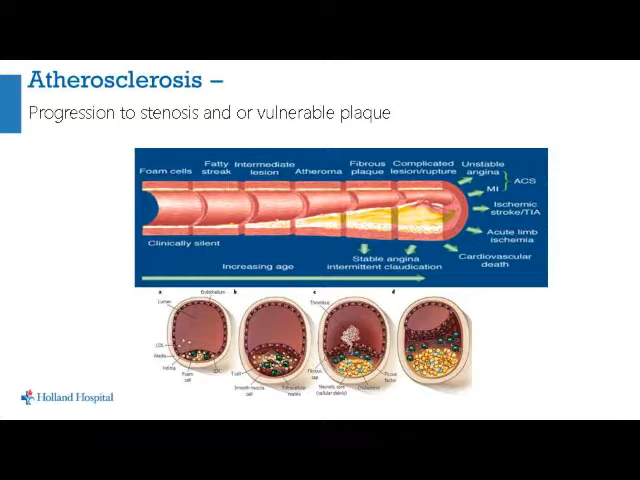 Atherosclerosis –
Progression to stenosis and or vulnerable plaque
Foam cells
Fatty streak
Intermediate lesion
Atheroma
Fibrous plaque
Complicated lesion/rupture
Unstable angina
MI
ACS
Ischemic stroke/TIA
Acute limb ischemia
Cardiovascular death
Clinically silent
Stable angina
intermittent claudication
Increasing age
a
b
c
d
Endothelium
Lumen
LDL
Media
Intima
Foam cell
LDL
T cell
Smooth muscle cell
Extracellular matrix
Thrombus
Fibrous cap
Necrotic core (cellular debris)
Cholesterol
Tissue factor
Holland Hospital